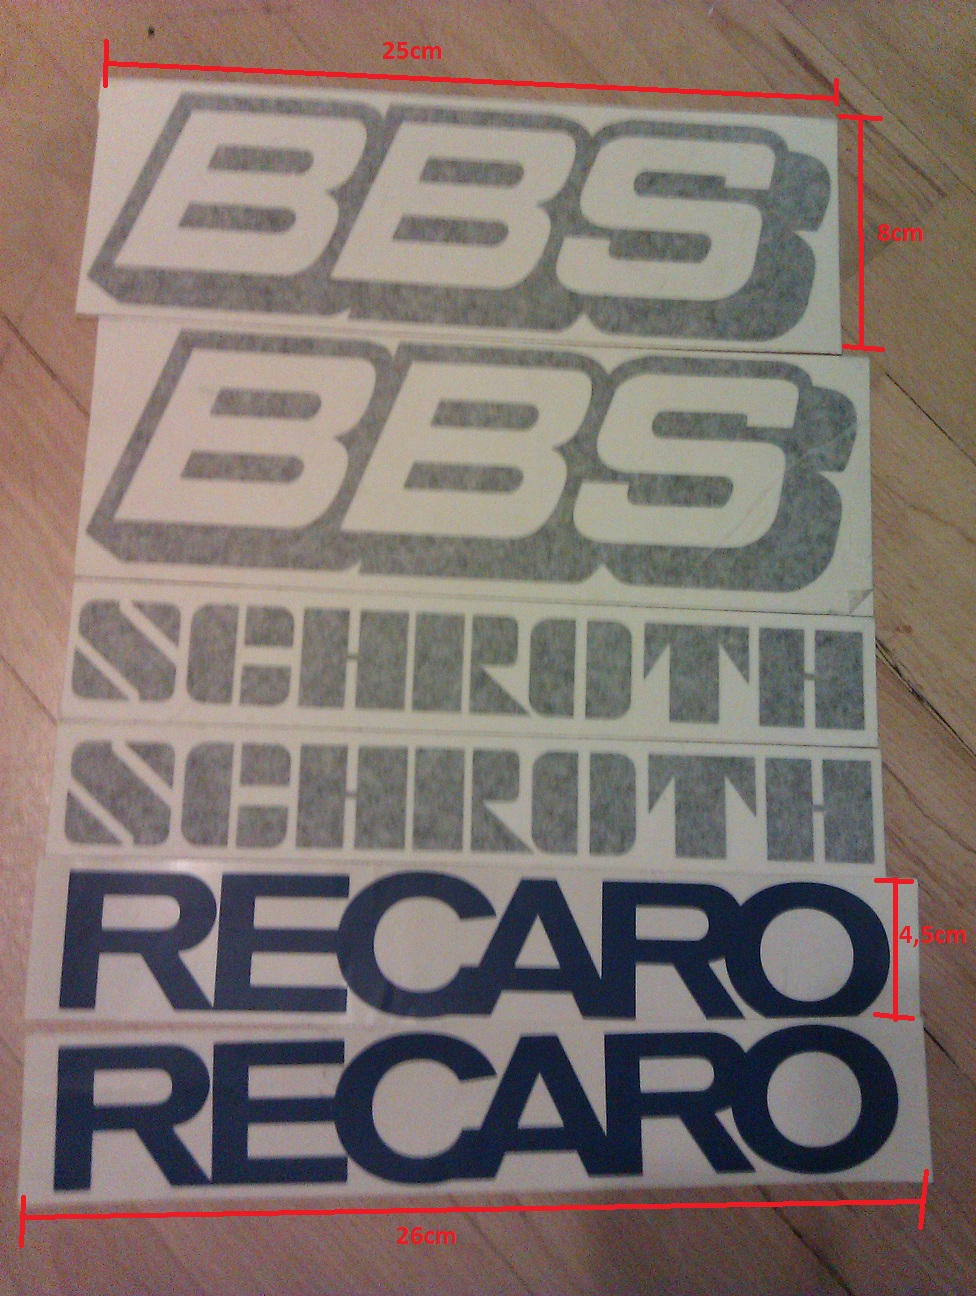 25cm
BBS
8cm
BBS
SCHROTH
SCHROTH
RECARO
4,5cm
RECARO
26cm